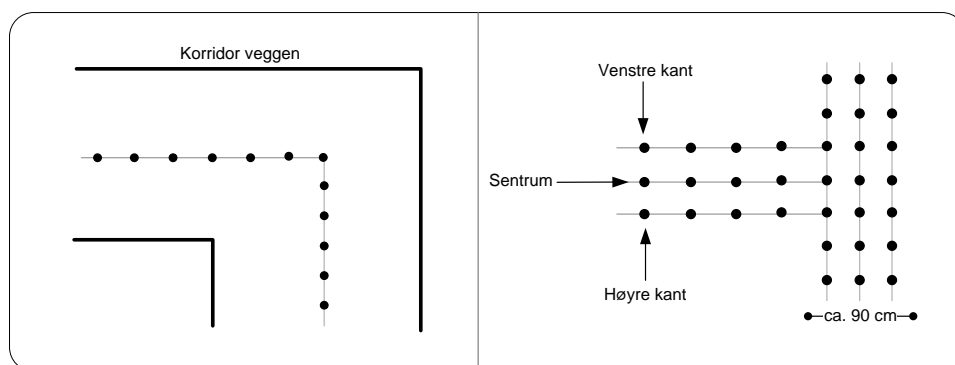 Korridor veggen
Venstre kant
Sentrum
Høyre kant
ca. 90 cm